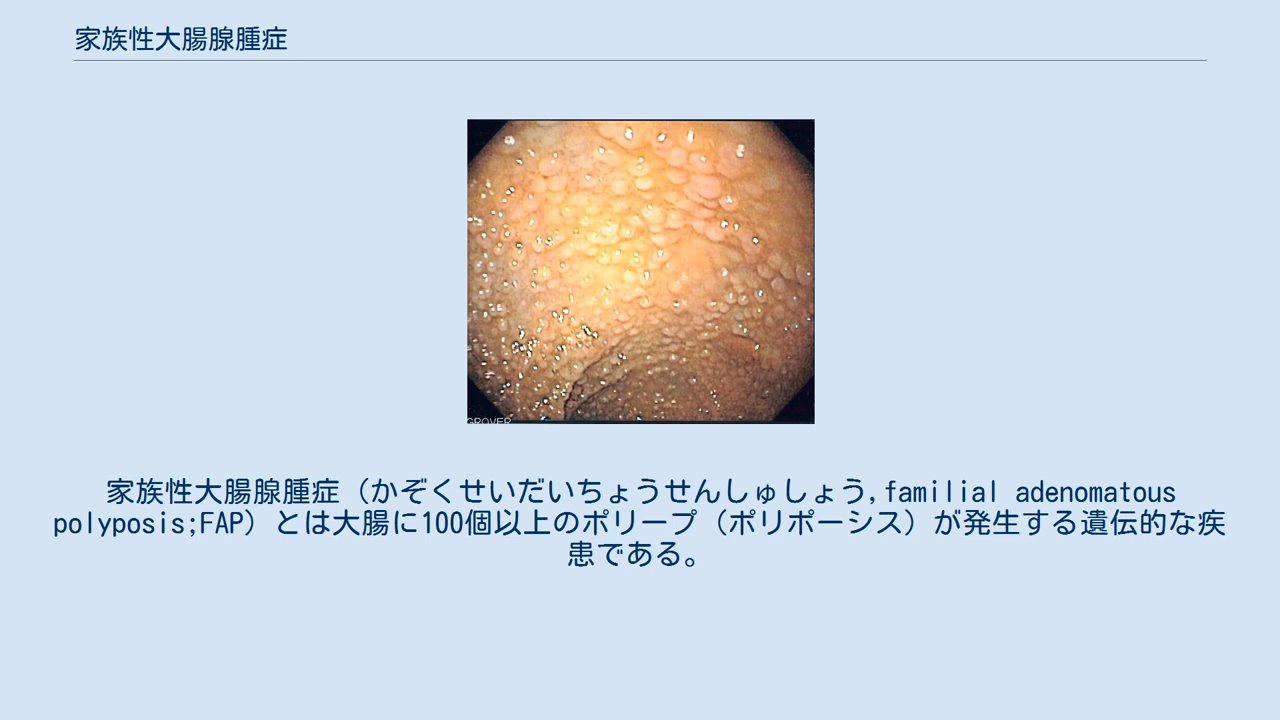 家族性大腸腺腫症
GROVER
家族性大腸腺腫症（かぞくせいだいちょうせんしゅしょう,familial adenomatous
polyposis;FAP）とは大腸に100個以上のポリープ（ポリポーシス）が発生する遺伝的な疾
患である。